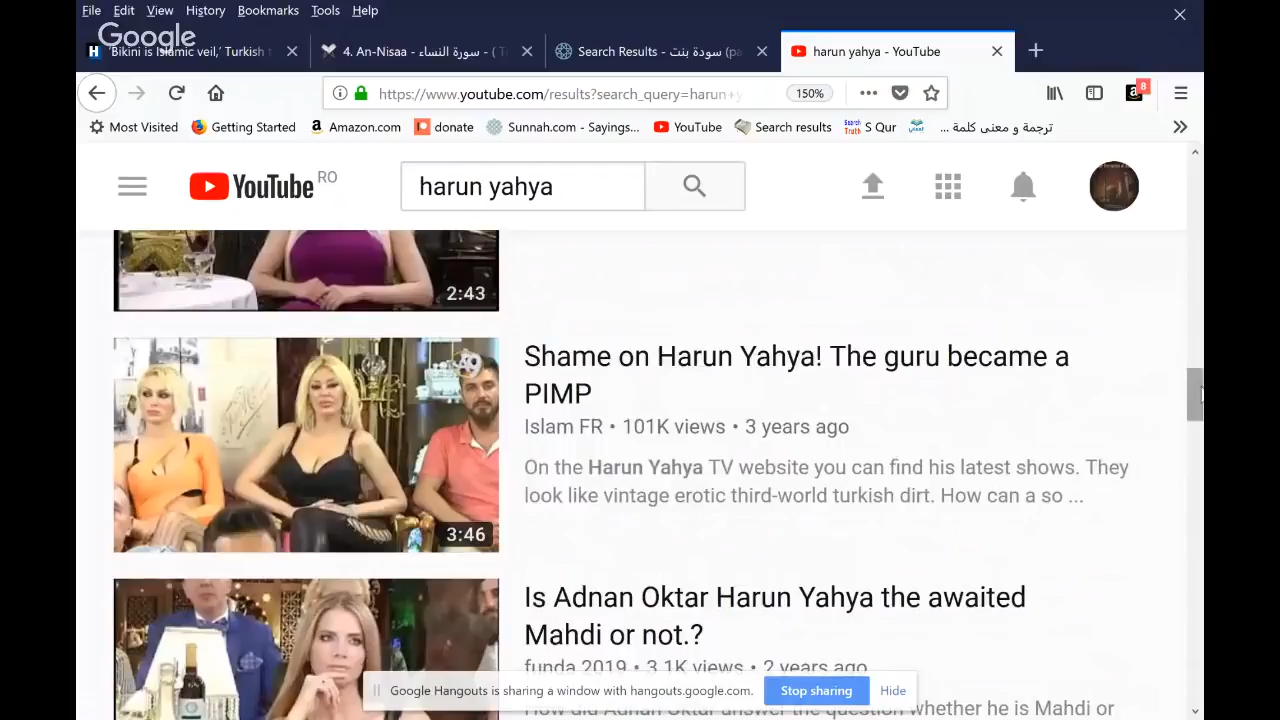 File Edit View History Bookmarks Tools Help
Google
'Bikini is Islamic veil,' Turkish t
4. An-Nisaa - سورة النساء - ( T
Search Results - سودة بنت (pa
harun yahya - YouTube
https://www.youtube.com/results?search_query=harun+y
150%
8
Most Visited Getting Started Amazon.com donate Sunnah.com - Sayings... YouTube Search results Search Truth S Qur ترجمة و معنى كلمة ...
YouTube RO
harun yahya
2:43
Shame on Harun Yahya! The guru became a
PIMP
Islam FR • 101K views • 3 years ago
On the Harun Yahya TV website you can find his latest shows. They
look like vintage erotic third-world turkish dirt. How can a so ...
3:46
Is Adnan Oktar Harun Yahya the awaited
Mahdi or not.?
funda 2019 • 3.1K views • 2 years ago
Google Hangouts is sharing a window with hangouts.google.com. Stop sharing Hide
How did Adnan Oktar answer the question whether he is Mahdi or